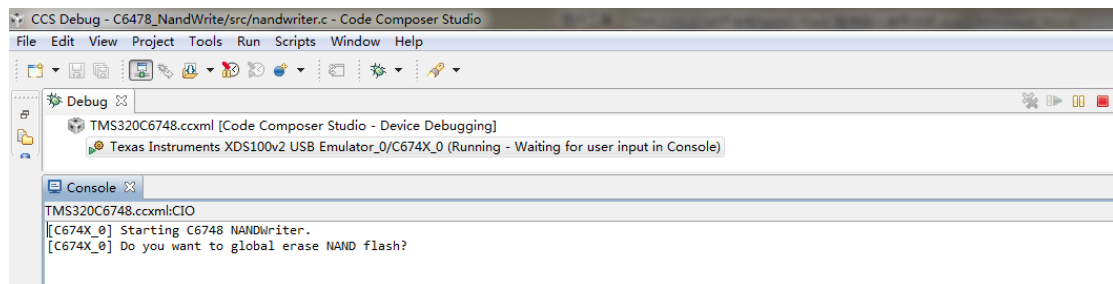 CCS Debug - C6478_NandWrite/src/nandwriter.c - Code Composer Studio
File Edit View Project Tools Run Scripts Window Help
Debug
TMS320C6748.ccxml [Code Composer Studio - Device Debugging]
Texas Instruments XDS100v2 USB Emulator_0/C674X_0 (Running - Waiting for user input in Console)
Console
TMS320C6748.ccxml:CIO
[C674X_0] Starting C6748 NANDWriter.
[C674X_0] Do you want to global erase NAND flash?